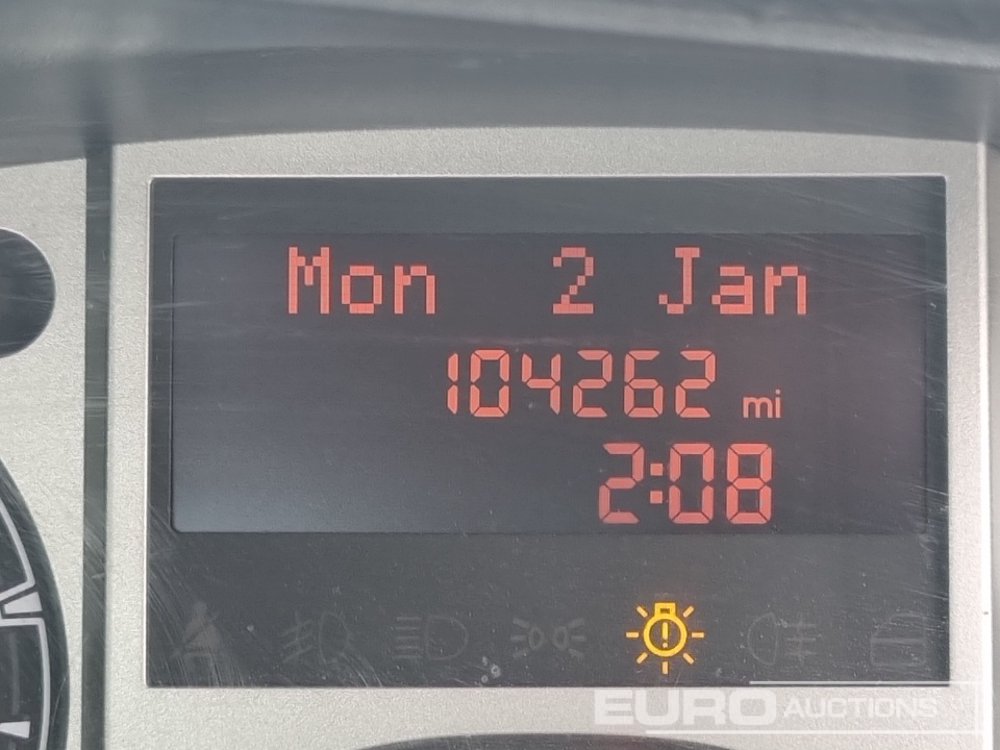 Mon 2 Jan
104262 mi
2:08
EURO AUCTIONS